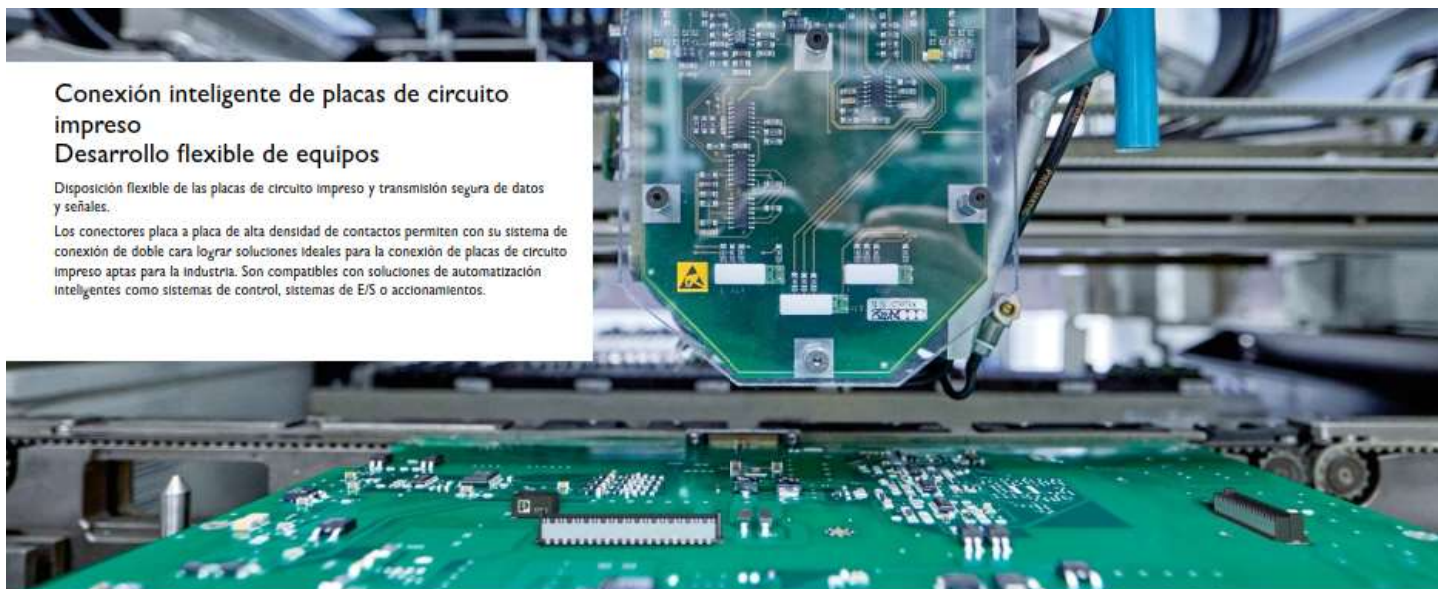 Conexión inteligente de placas de circuito
impreso
Desarrollo flexible de equipos
Disposición flexible de las placas de circuito impreso y transmisión segura de datos
y señales.
Los conectores placa a placa de alta densidad de contactos permiten con su sistema de
conexión de doble cara lograr soluciones ideales para la conexión de placas de circuito
impreso aptas para la industria. Son compatibles con soluciones de automatización
inteligentes como sistemas de control, sistemas de E/S o accionamientos.